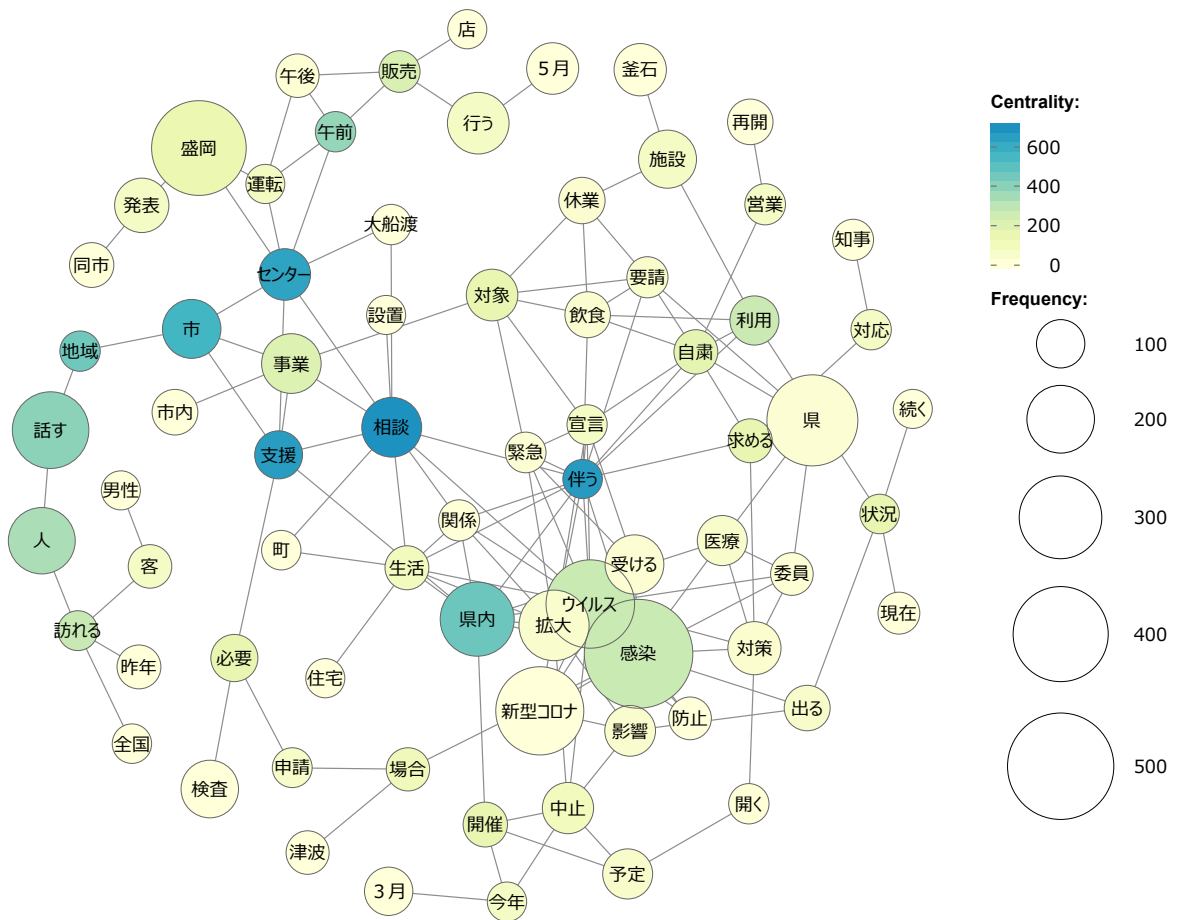 店
午後
販売
5月
釜石
行う
再開
午前
盛岡
施設
運転
発表
休業
営業
大船渡
知事
同市
センター
要請
対象
設置
飲食
利用
市
対応
地域
自粛
事業
市内
続く
話す
相談
宣言
県
求める
支援
緊急
伴う
男性
関係
状況
人
町
受ける
医療
客
生活
委員
ウイルス
県内
拡大
現在
訪れる
感染
対策
必要
昨年
住宅
新型コロナ
出る
防止
影響
全国
申請
場合
検査
開く
中止
開催
津波
予定
3月
今年
Centrality:
600
400
200
0
Frequency:
100
200
300
400
500